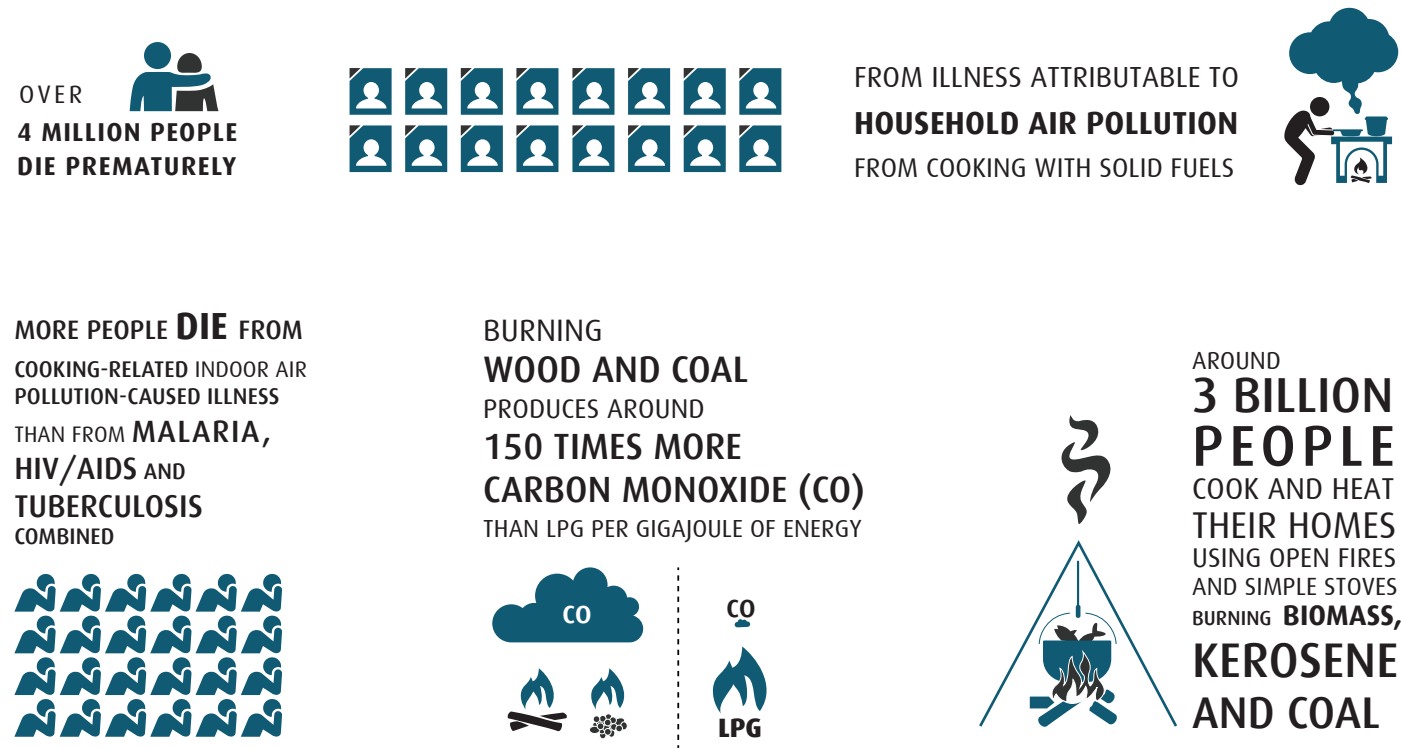 OVER
4 MILLION PEOPLE
DIE PREMATURELY
FROM ILLNESS ATTRIBUTABLE TO
HOUSEHOLD AIR POLLUTION
FROM COOKING WITH SOLID FUELS
MORE PEOPLE DIE FROM
COOKING-RELATED INDOOR AIR
POLLUTION-CAUSED ILLNESS
THAN FROM MALARIA,
HIV/AIDS AND
TUBERCULOSIS
COMBINED
BURNING
WOOD AND COAL
PRODUCES AROUND
150 TIMES MORE
CARBON MONOXIDE (CO)
THAN LPG PER GIGAJOULE OF ENERGY
CO
CO
LPG
AROUND
3 BILLION
PEOPLE
COOK AND HEAT
THEIR HOMES
USING OPEN FIRES
AND SIMPLE STOVES
BURNING BIOMASS,
KEROSENE
AND COAL